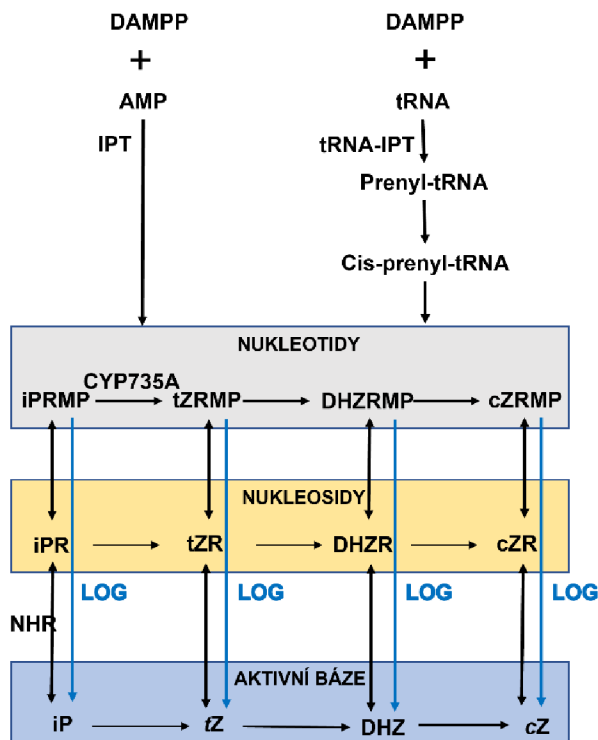 DAMPP DAMPP
+ +
AMP tRNA
IPT tRNA-IPT
Prenyl-tRNA
Cis-prenyl-tRNA
NUKLEOTIDY
CYP735A
iPRMP tZRMP DHZRMP cZRMP
NUKLEOSIDY
iPR tZR DHZR cZR
LOG LOG LOG LOG
NHR
AKTIVNÍ BÁZE
iP tZ DHZ cZ